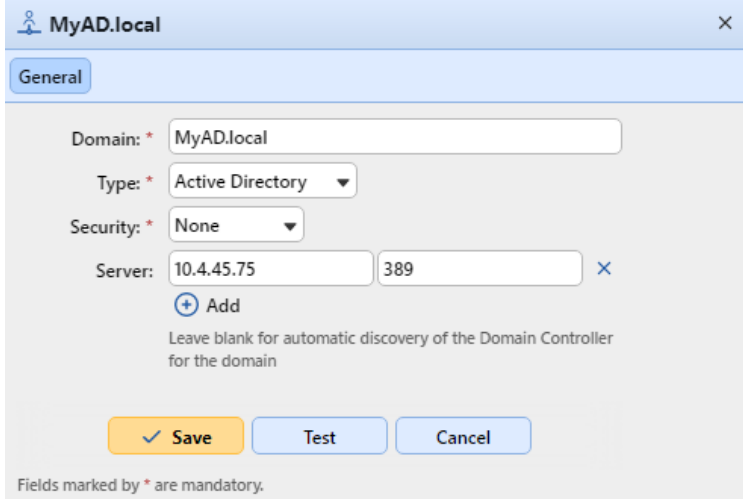 MyAD.local
General
Domain: * MyAD.local
Type: * Active Directory
Security: * None
Server: 10.4.45.75 389
Add
Leave blank for automatic discovery of the Domain Controller
for the domain
Save Test Cancel
Fields marked by * are mandatory.